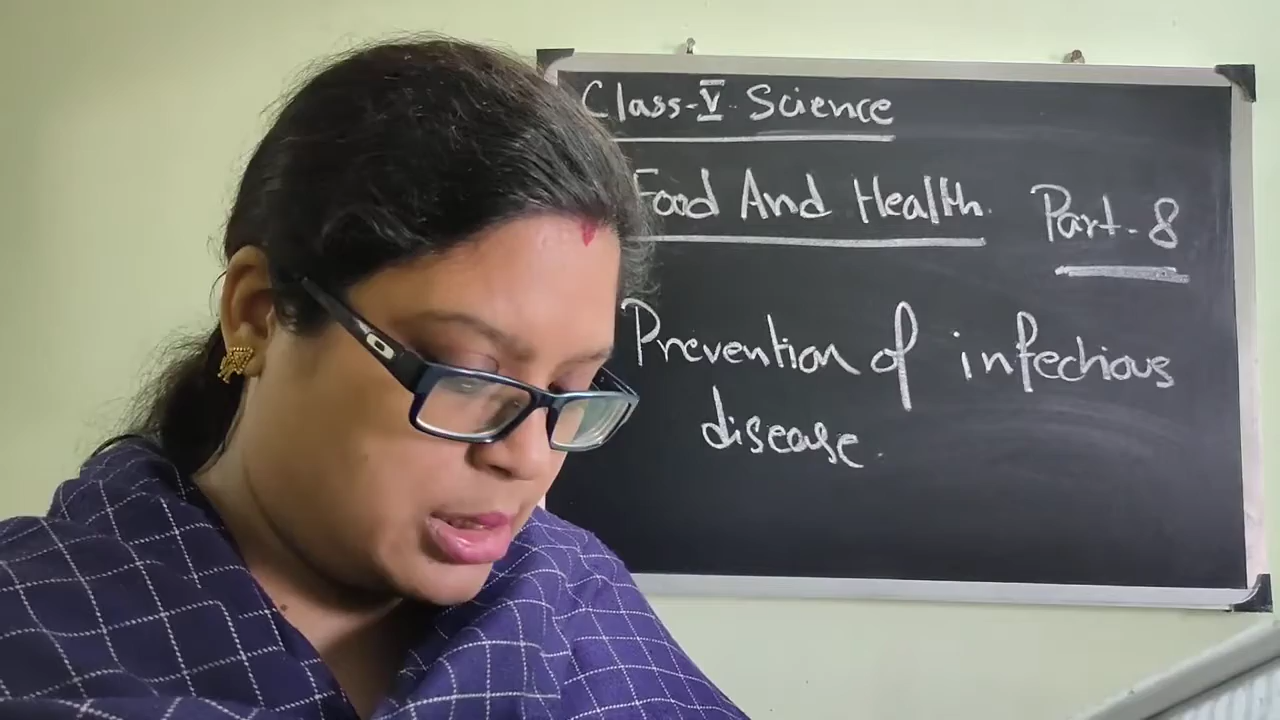 Class-V Science
Food And Health. Part-8
Prevention of infectious
disease.